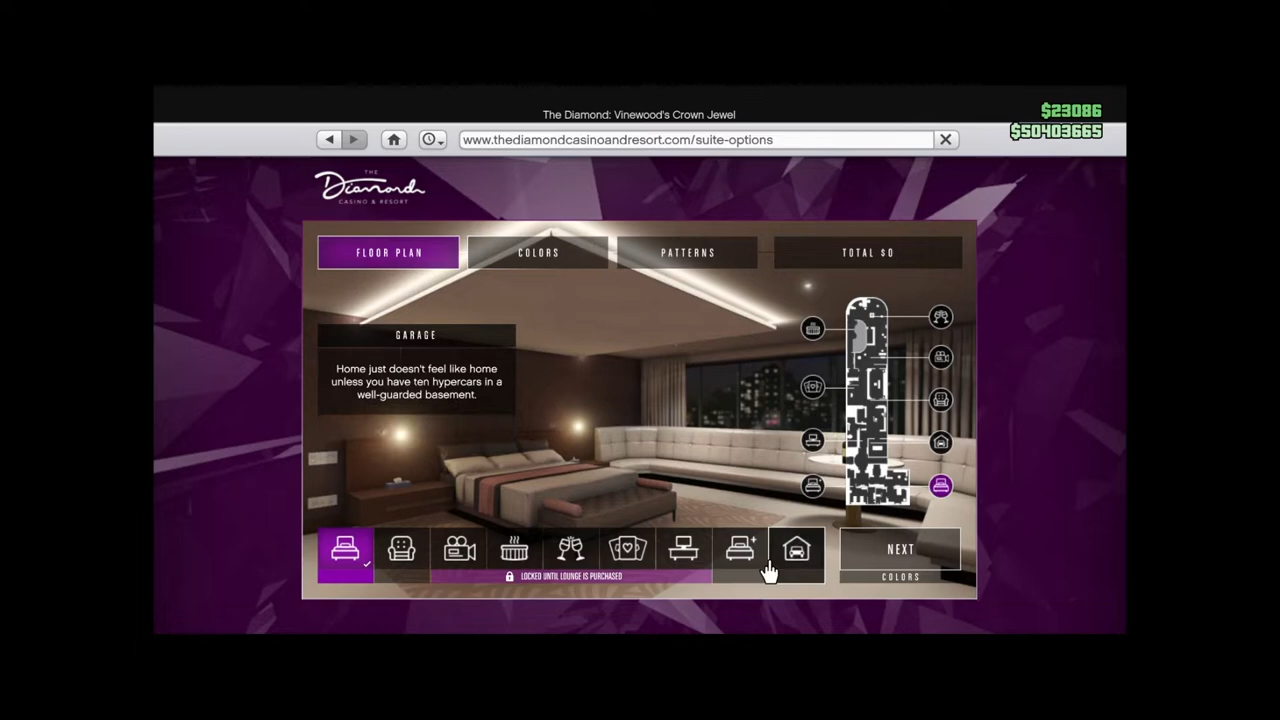 The Diamond: Vinewood's Crown Jewel
$23086
$50403665
www.thediamondcasinoandresort.com/suite-options
THE
Diamond
CASINO & RESORT
FLOOR PLAN
COLORS
PATTERNS
TOTAL $0
GARAGE
Home just doesn't feel like home
unless you have ten hypercars in a
well-guarded basement.
LOCKED UNTIL LOUNGE IS PURCHASED
NEXT
COLORS